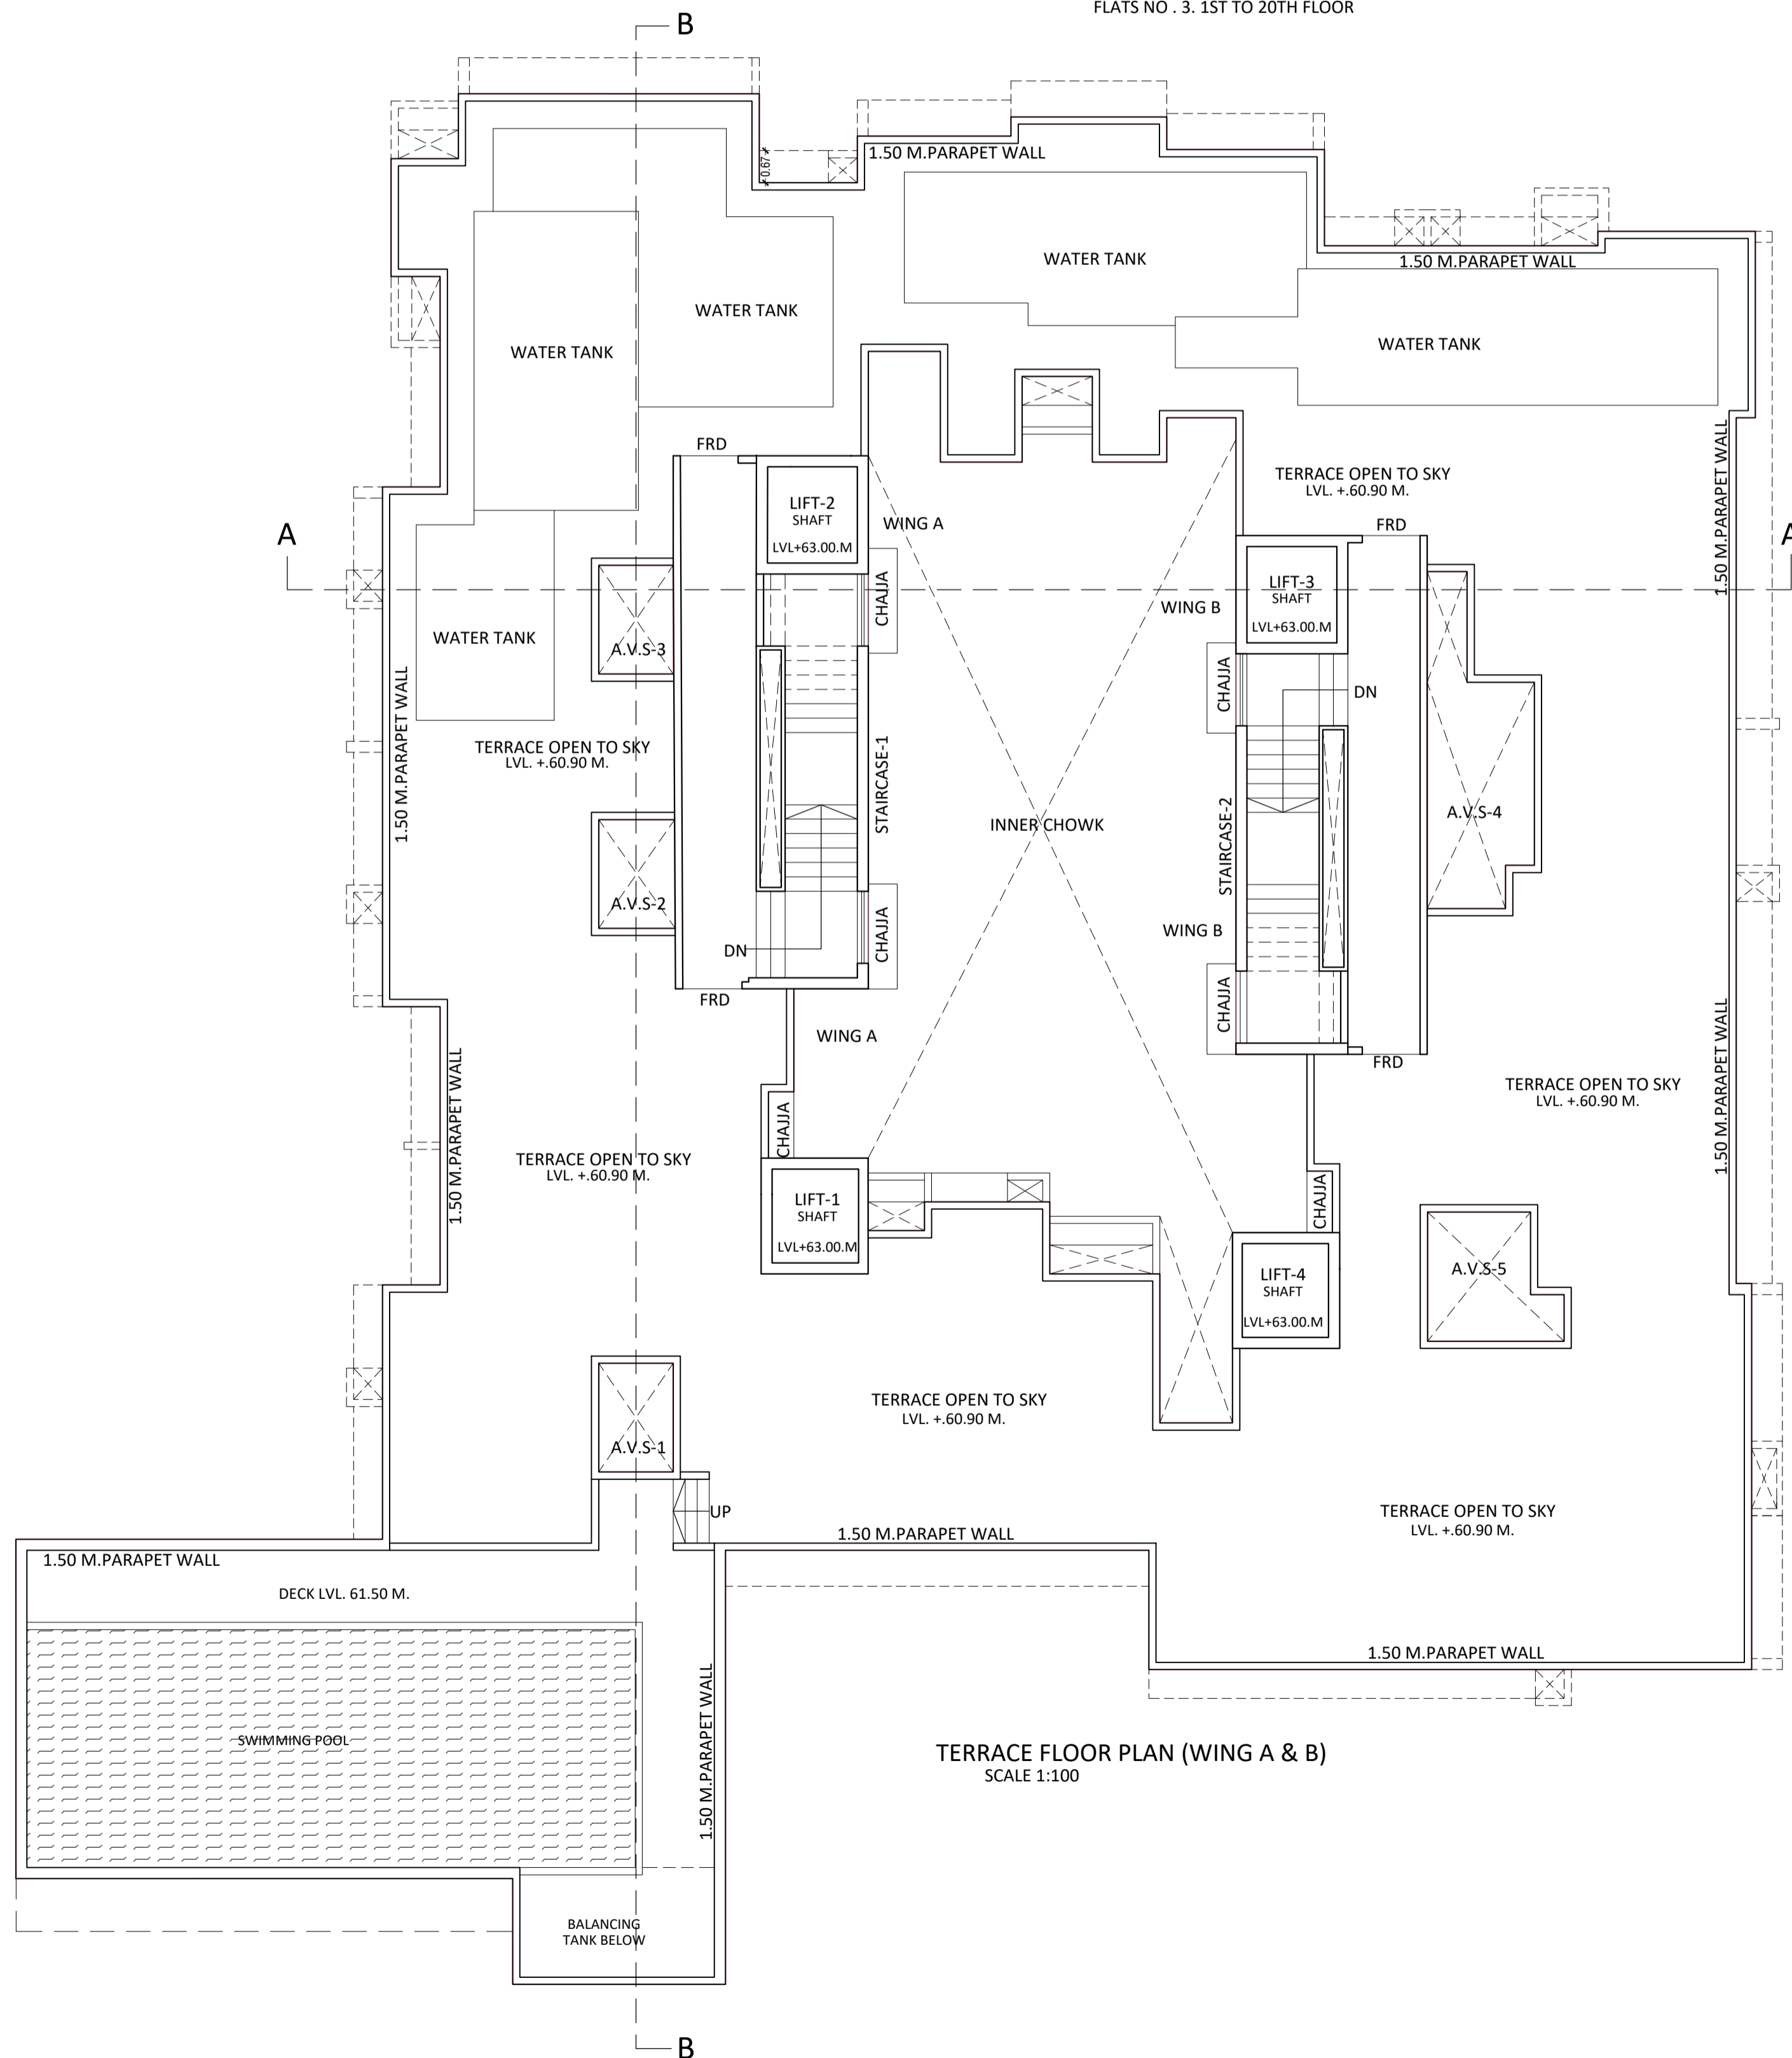 FLATS NO . 3. 1ST TO 20TH FLOOR
B
0.67
1.50 M.PARAPET WALL
WATER TANK
1.50 M.PARAPET WALL
WATER TANK
WATER TANK
WATER TANK
FRD
TERRACE OPEN TO SKY
LVL. +.60.90 M.
1.50 M.PARAPET WALL
LIFT-2
SHAFT
LVL+63.00.M
WING A
FRD
A
A
CHAJJA
LIFT-3
SHAFT
LVL+63.00.M
WING B
WATER TANK
A.V.S-3
CHAJJA
DN
1.50 M.PARAPET WALL
TERRACE OPEN TO SKY
LVL. +.60.90 M.
STAIRCASE-1
INNER CHOWK
STAIRCASE-2
A.V.S-4
A.V.S-2
CHAJJA
WING B
DN
FRD
CHAJJA
WING A
FRD
1.50 M.PARAPET WALL
1.50 M.PARAPET WALL
TERRACE OPEN TO SKY
LVL. +.60.90 M.
CHAJJA
TERRACE OPEN TO SKY
LVL. +.60.90 M.
LIFT-1
SHAFT
LVL+63.00.M
CHAJJA
LIFT-4
SHAFT
LVL+63.00.M
A.V.S-5
TERRACE OPEN TO SKY
LVL. +.60.90 M.
A.V.S-1
UP
TERRACE OPEN TO SKY
LVL. +.60.90 M.
1.50 M.PARAPET WALL
1.50 M.PARAPET WALL
DECK LVL. 61.50 M.
1.50 M.PARAPET WALL
1.50 M.PARAPET WALL
SWIMMING POOL
TERRACE FLOOR PLAN (WING A & B)
SCALE 1:100
BALANCING
TANK BELOW
B